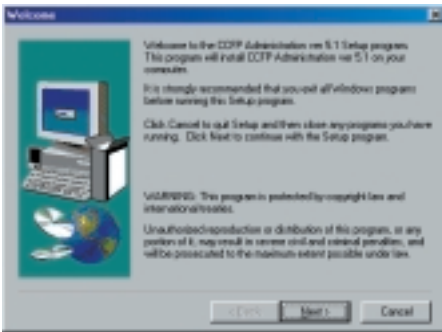 Welcome
Welcome to the CCFP Administration ver 5.1 Setup program.
This program will install CCFP Administration ver 5.1 on your
computer.
It is strongly recommended that you exit all Windows programs
before running this Setup program.
Click Cancel to quit Setup and then close any programs you have
running. Click Next to continue with the Setup program.
WARNING: This program is protected by copyright law and
international treaties.
Unauthorized reproduction or distribution of this program, or any
portion of it, may result in severe civil and criminal penalties, and
will be prosecuted to the maximum extent possible under law.
< Back Next > Cancel